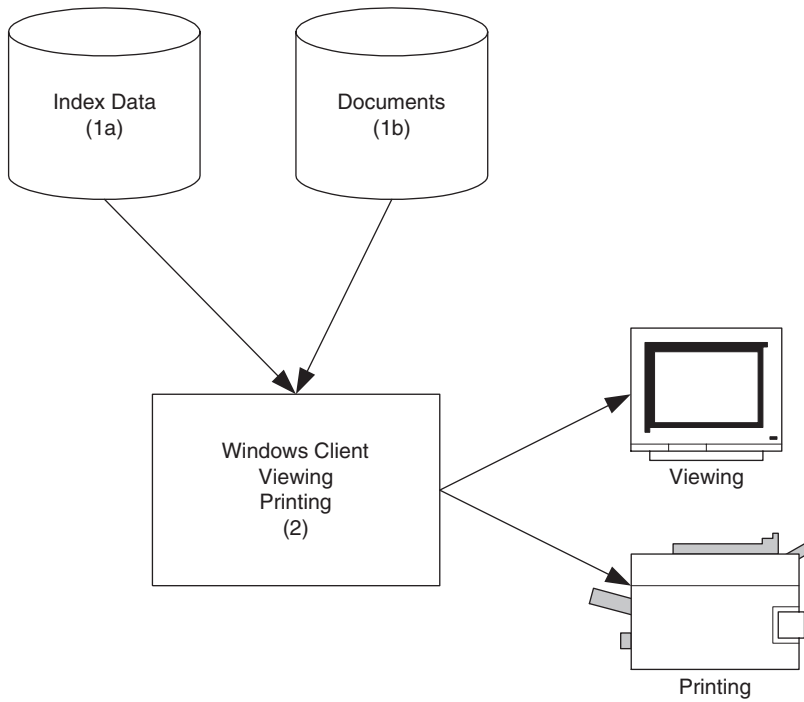 Index Data
(1a)
Documents
(1b)
Windows Client
Viewing
Printing
(2)
Viewing
Printing